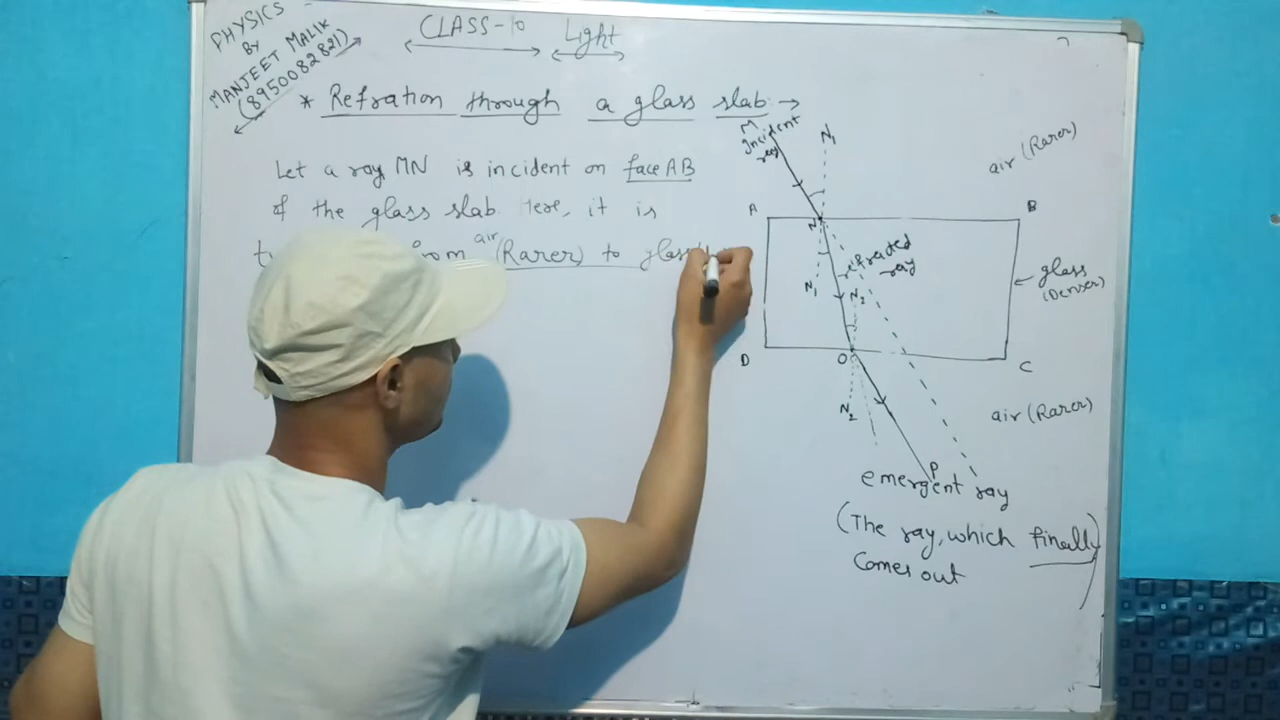 PHYSICS
By
MANJEET MALIK
(8950082821)
CLASS-10 Light
* Refration through a glass slab →
Let a ray MN is incident on face AB
of the glass slab. Here, it is
from air (Rarer) to glass
M
Incident
ray
N1
air (Rarer)
A
B
N
refracted
ray
glass
(Denser)
N1
N2
D
O
C
N2
air (Rarer)
P
emergent ray
(The ray, which finally
Comes out